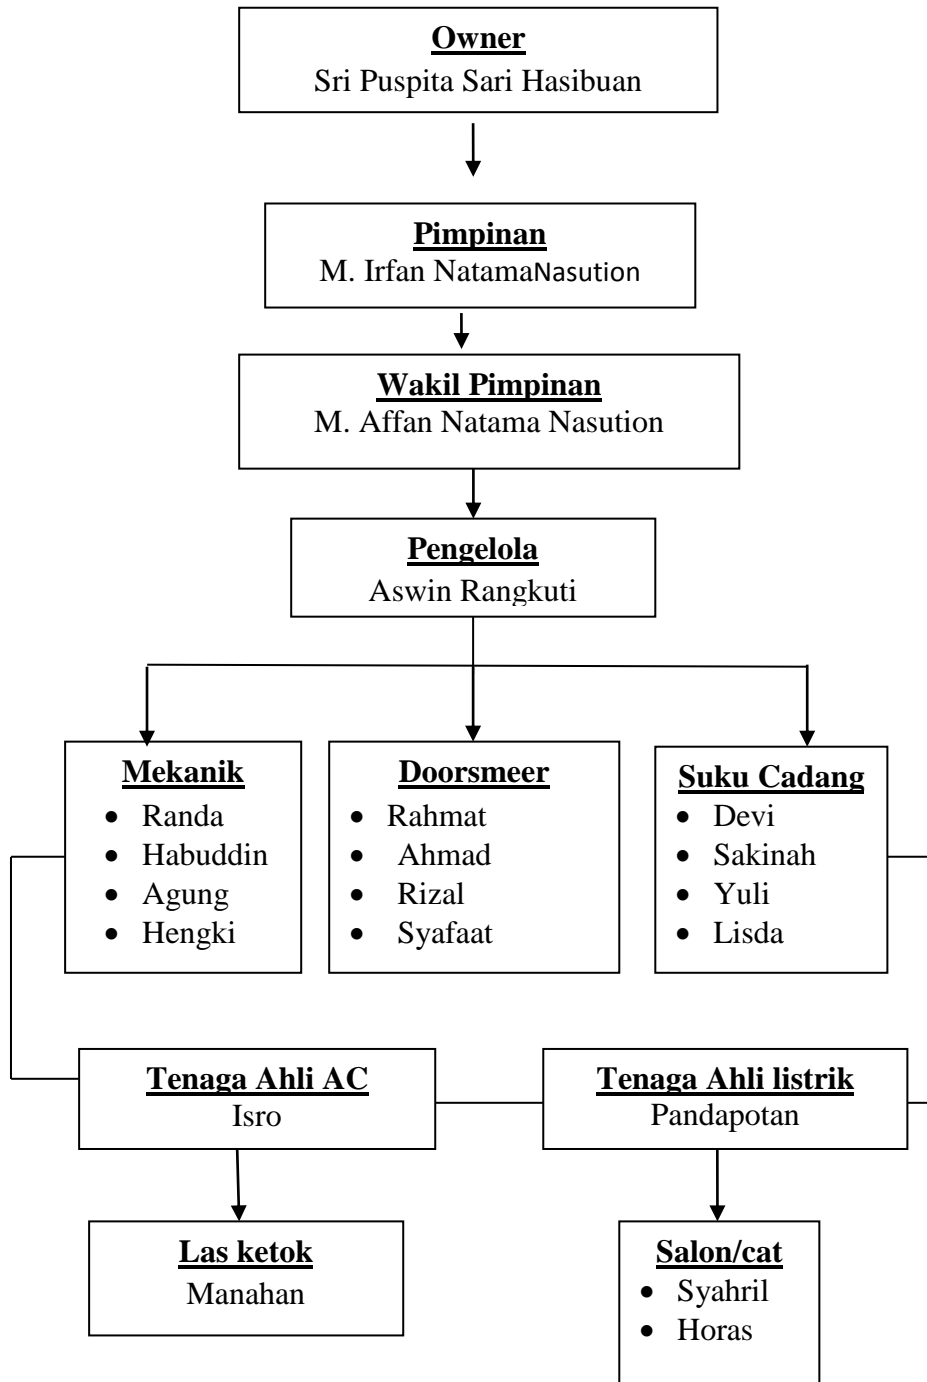 Owner
Sri Puspita Sari Hasibuan
Pimpinan
M. Irfan NatamaNasution
Wakil Pimpinan
M. Affan Natama Nasution
Pengelola
Aswin Rangkuti
Mekanik
• Randa
• Habuddin
• Agung
• Hengki
Doorsmeer
• Rahmat
• Ahmad
• Rizal
• Syafaat
Suku Cadang
• Devi
• Sakinah
• Yuli
• Lisda
Tenaga Ahli AC
Isro
Tenaga Ahli listrik
Pandapotan
Las ketok
Manahan
Salon/cat
• Syahril
• Horas